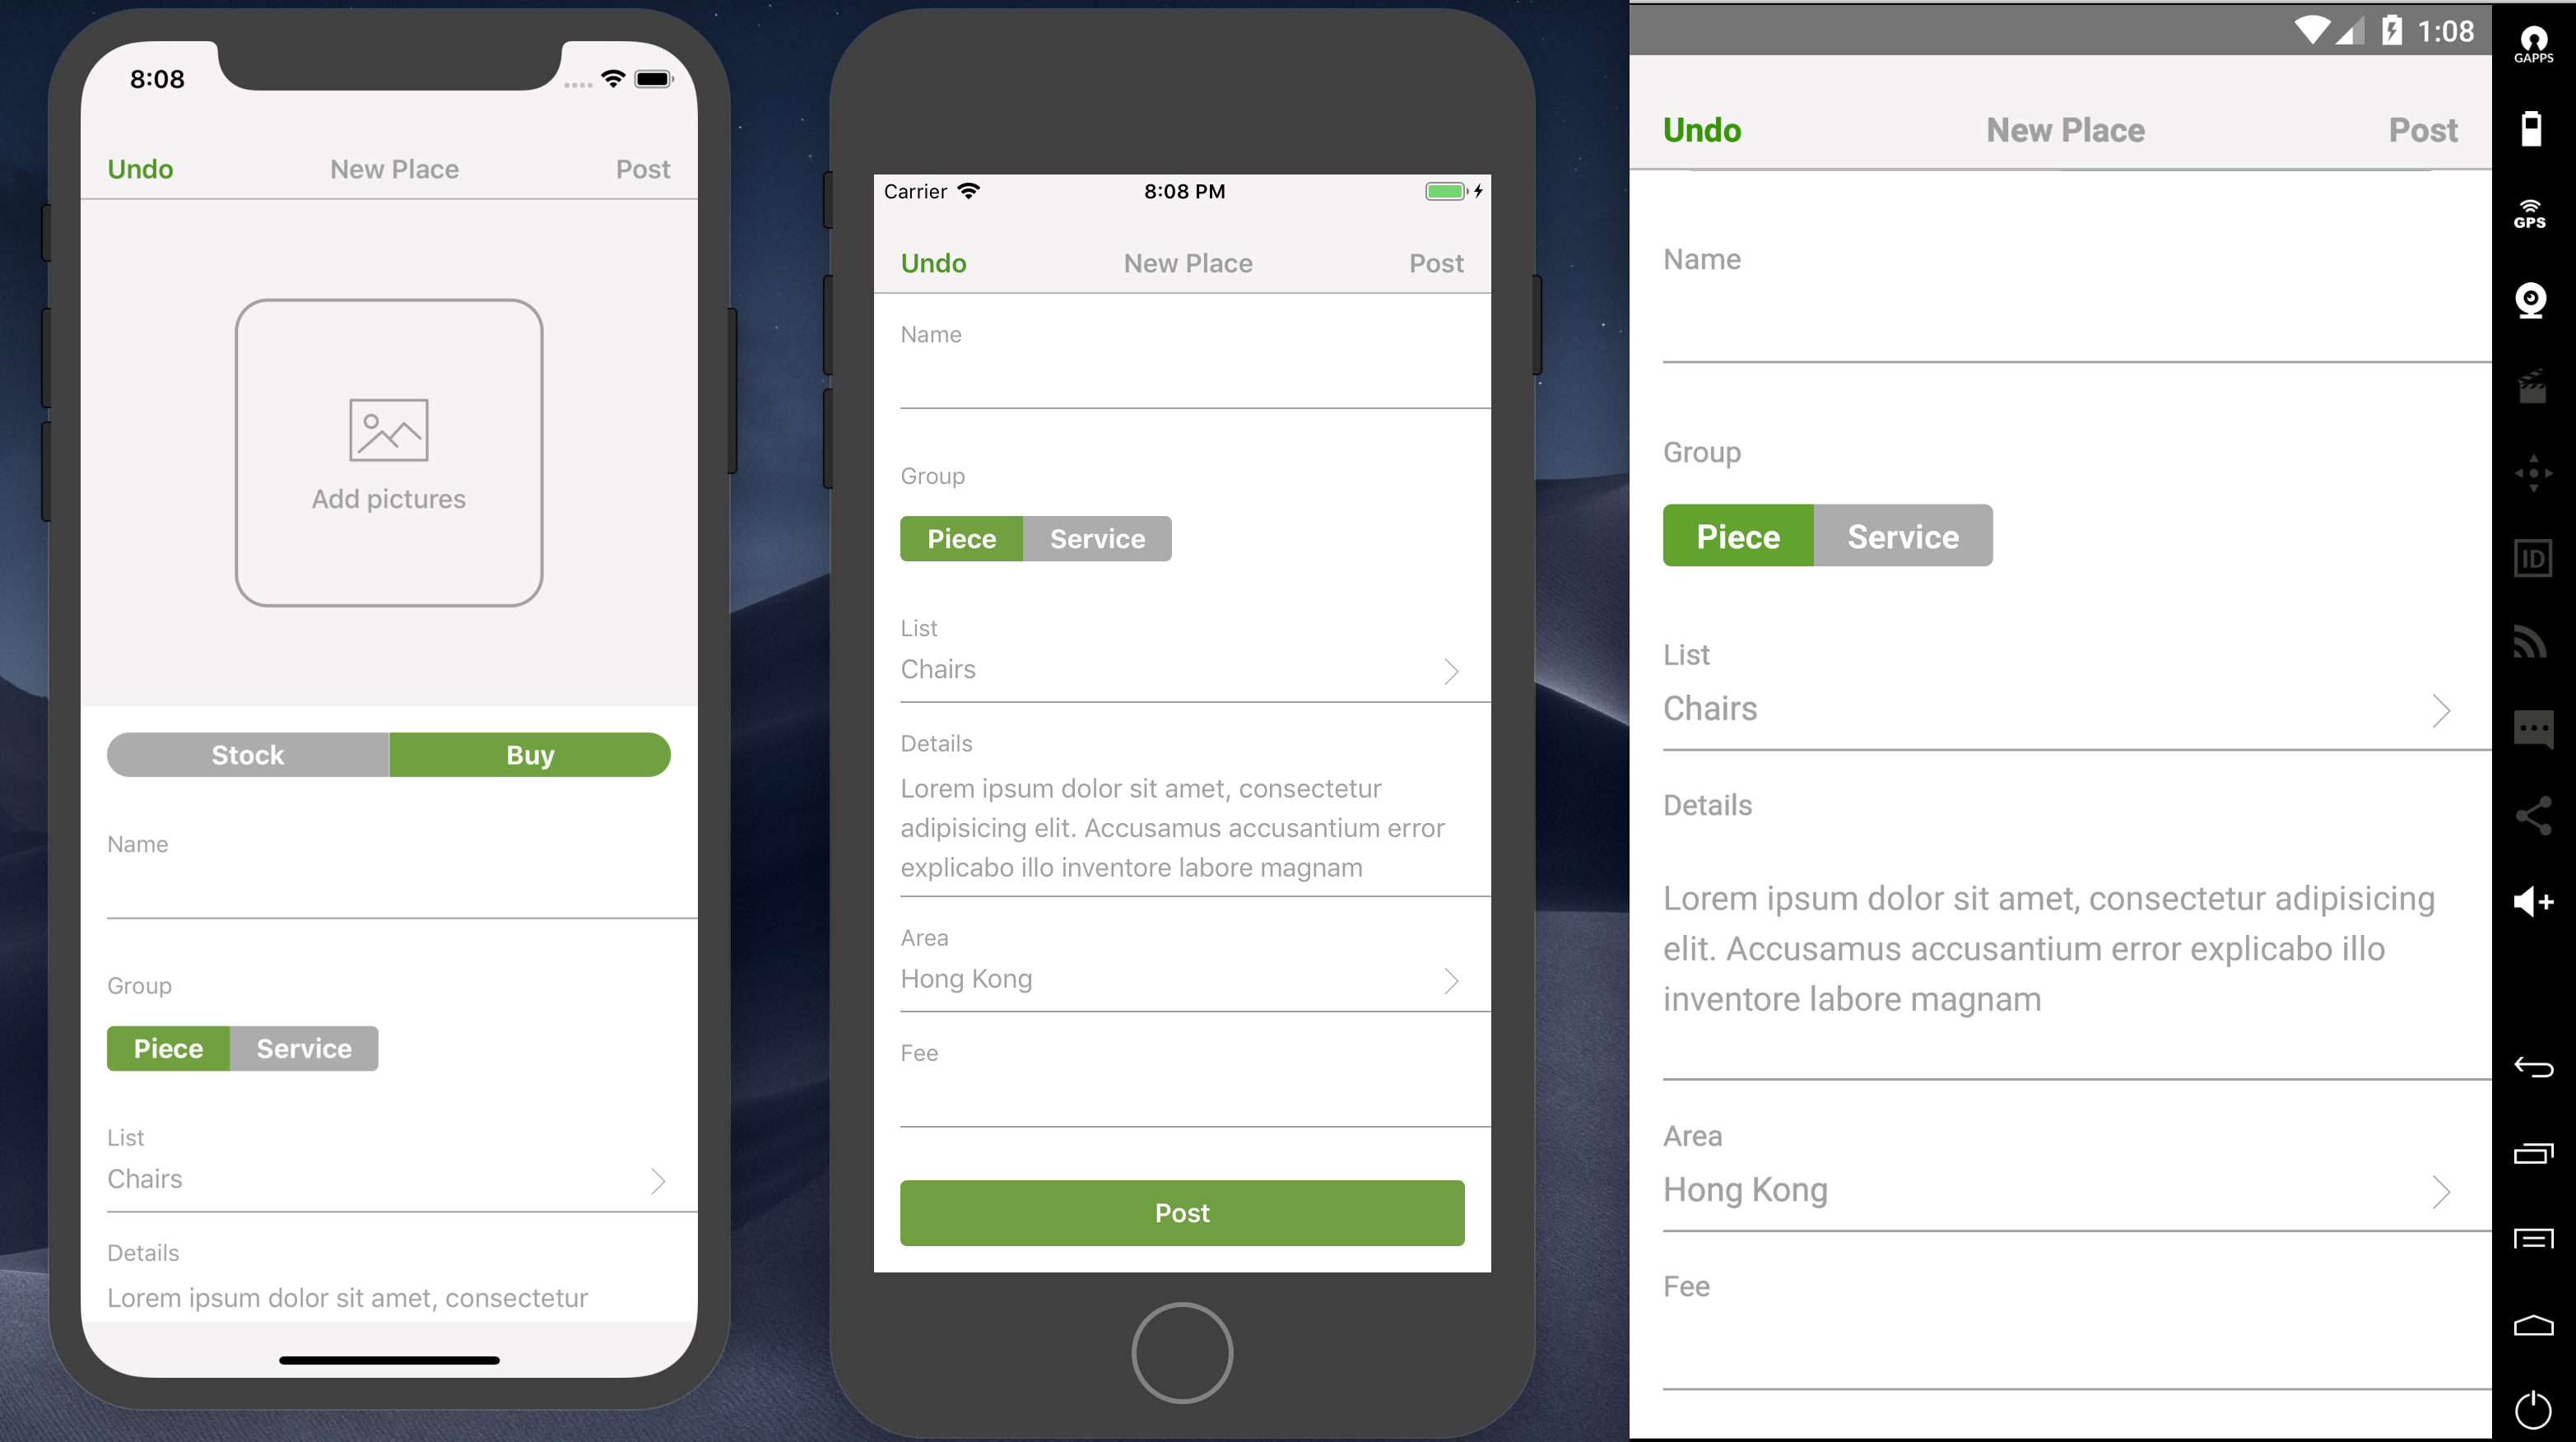 8:08
Undo
New Place
Post
Add pictures
Stock
Buy
Name
Group
Piece
Service
List
Chairs
Details
Lorem ipsum dolor sit amet, consectetur
Carrier
8:08 PM
Undo
New Place
Post
Name
Group
Piece
Service
List
Chairs
Details
Lorem ipsum dolor sit amet, consectetur
adipisicing elit. Accusamus accusantium error
explicabo illo inventore labore magnam
Area
Hong Kong
Fee
Post
1:08
Undo
New Place
Post
Name
Group
Piece
Service
List
Chairs
Details
Lorem ipsum dolor sit amet, consectetur adipisicing
elit. Accusamus accusantium error explicabo illo
inventore labore magnam
Area
Hong Kong
Fee
GAPPS
GPS
ID